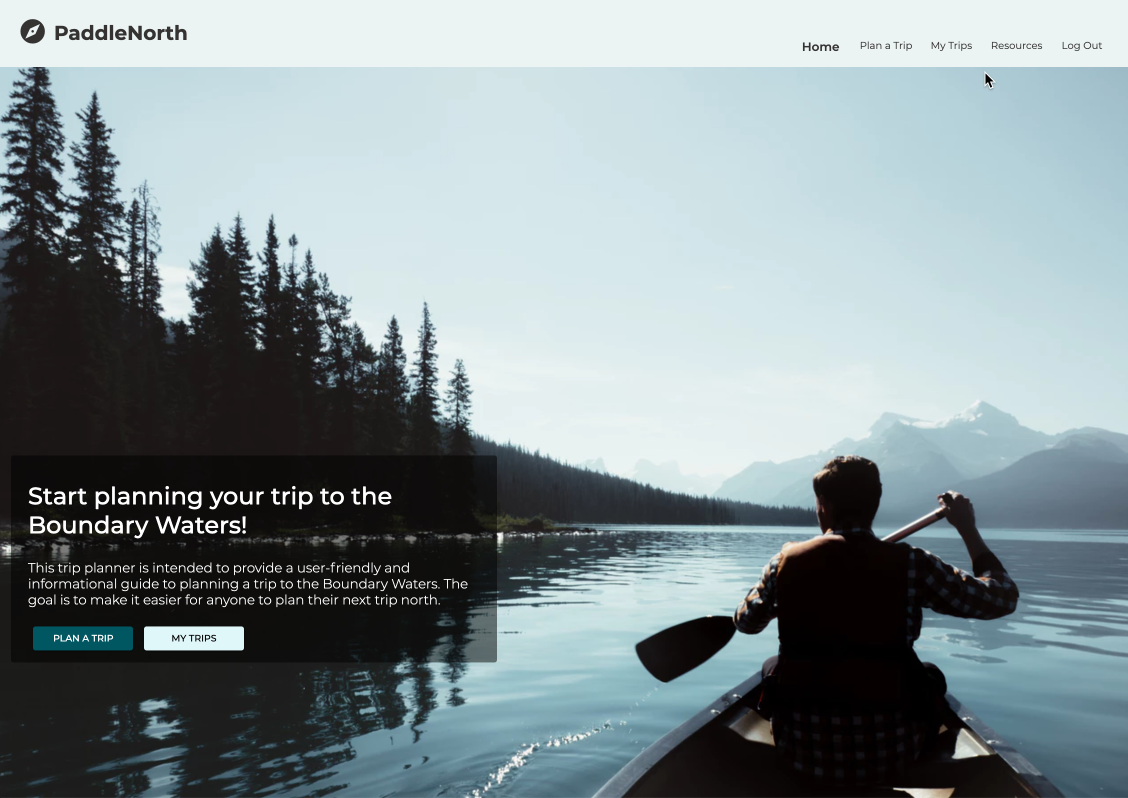 PaddleNorth
Home Plan a Trip My Trips Resources Log Out
Start planning your trip to the
Boundary Waters!
This trip planner is intended to provide a user-friendly and
informational guide to planning a trip to the Boundary Waters. The
goal is to make it easier for anyone to plan their next trip north.
PLAN A TRIP MY TRIPS